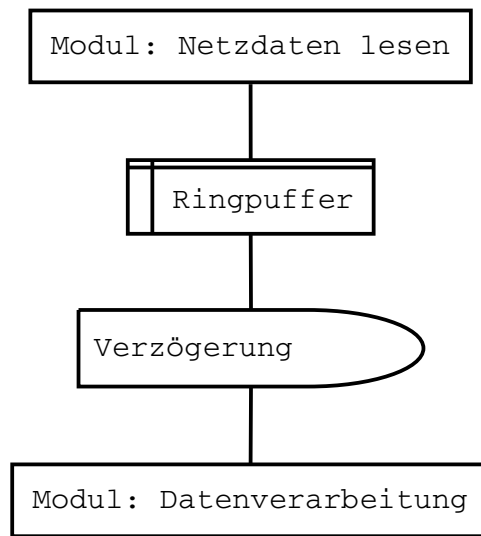 Modul: Netzdaten lesen
Ringpuffer
Verzögerung
Modul: Datenverarbeitung